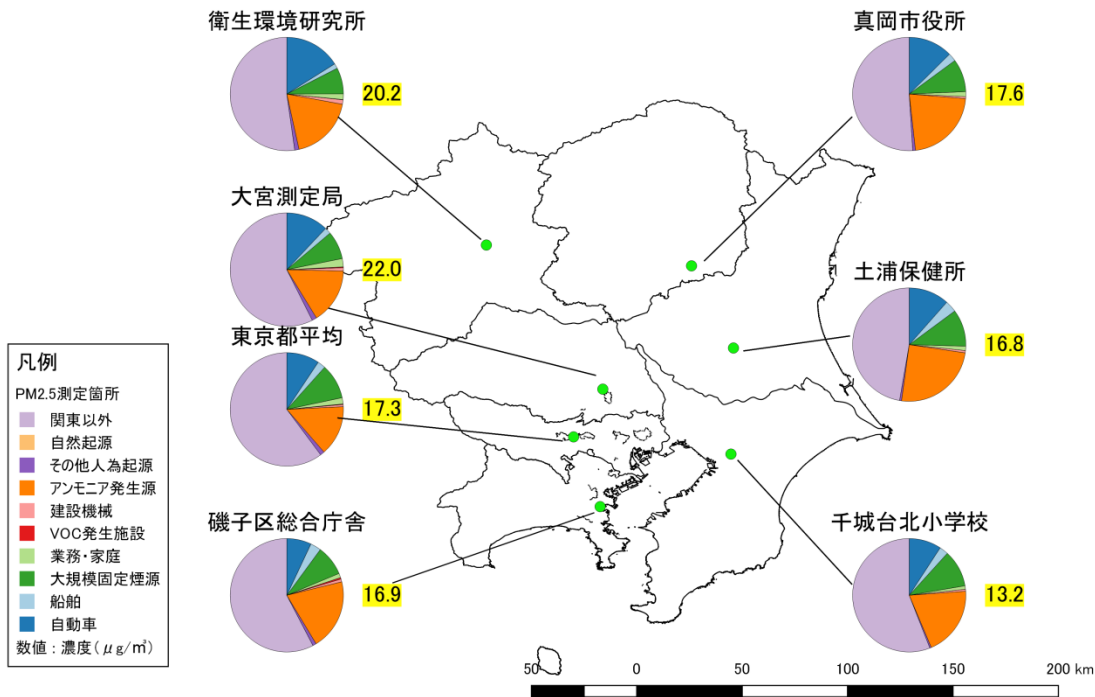 衛生環境研究所
20.2
真岡市役所
17.6
大宮測定局
22.0
土浦保健所
16.8
東京都平均
17.3
磯子区総合庁舎
16.9
千城台北小学校
13.2
凡例
PM2.5測定箇所
関東以外
自然起源
その他人為起源
アンモニア発生源
建設機械
VOC発生施設
業務・家庭
大規模固定煙源
船舶
自動車
数値：濃度(μg/㎥)
50 0 50 100 150 200 km